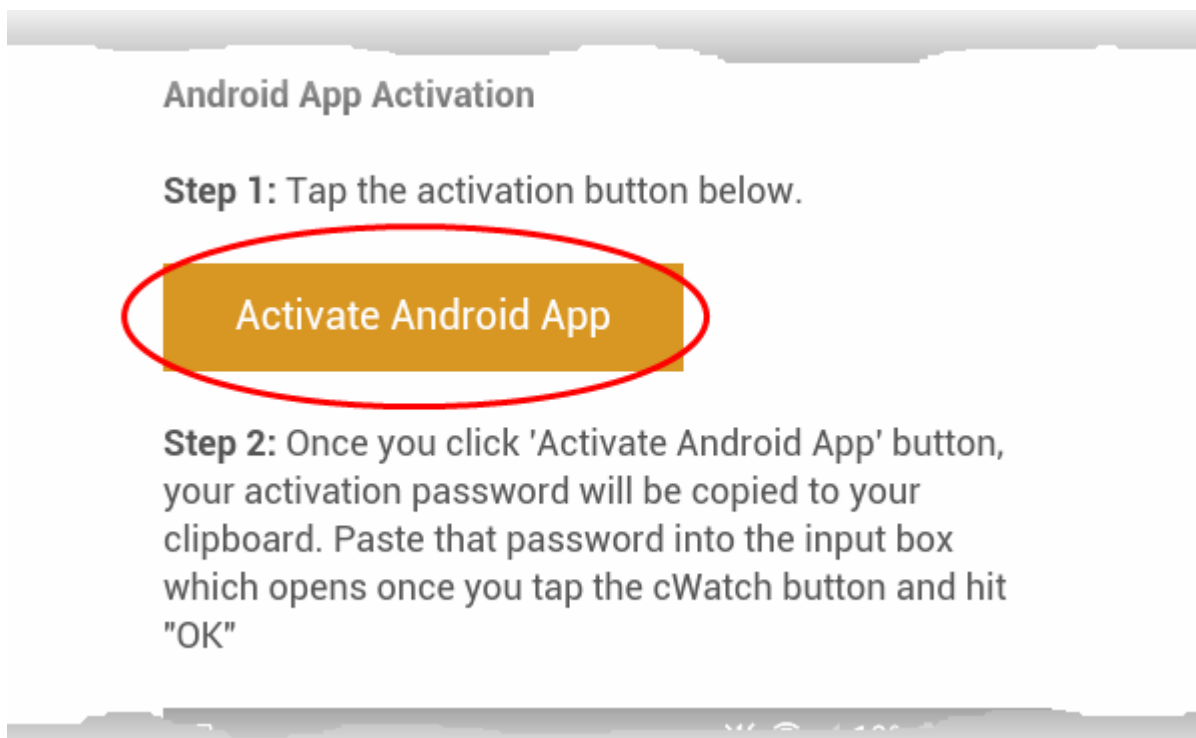 Android App Activation
Step 1: Tap the activation button below.
Activate Android App
Step 2: Once you click 'Activate Android App' button,
your activation password will be copied to your
clipboard. Paste that password into the input box
which opens once you tap the cWatch button and hit
"OK"